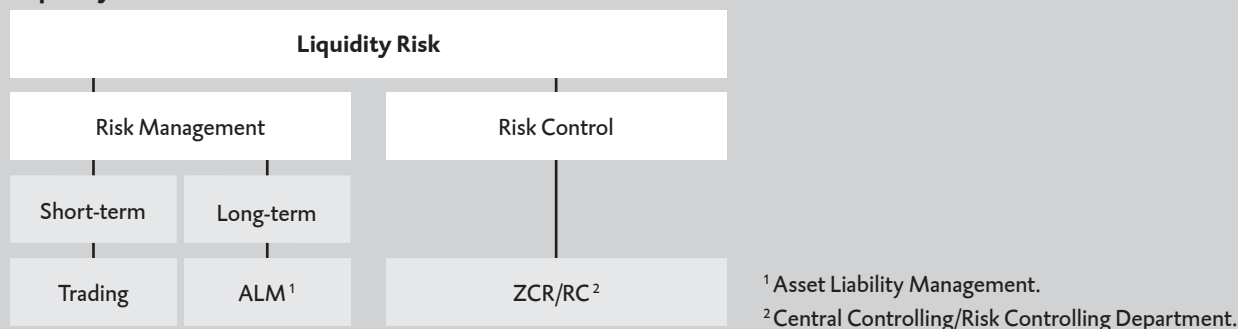 Liquidity Risk
Risk Management
Risk Control
Short-term
Long-term
Trading
ALM¹
ZCR/RC²
¹ Asset Liability Management.
² Central Controlling/Risk Controlling Department.